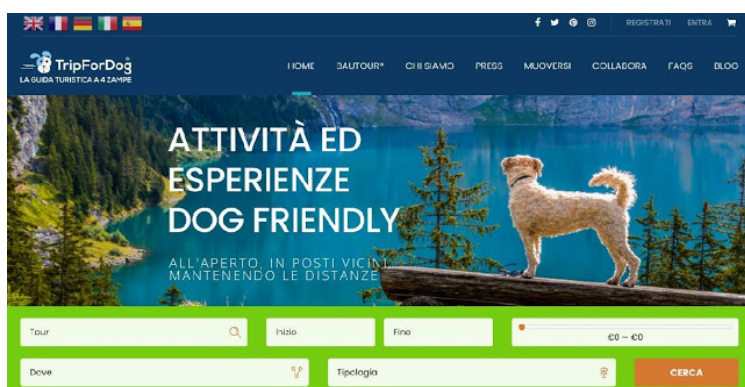 REGISTRATI ENTRA
TripForDog
LA GUIDA TURISTICA A 4 ZAMPE
HOME BAUTOUR® CHI SIAMO PRESS MUOVERSI COLLABORA FAQS BLOG
ATTIVITÀ ED
ESPERIENZE
DOG FRIENDLY
ALL'APERTO, IN POSTI VICINI,
MANTENENDO LE DISTANZE
Tour Inizio Fine €0 – €0
Dove Tipologia CERCA